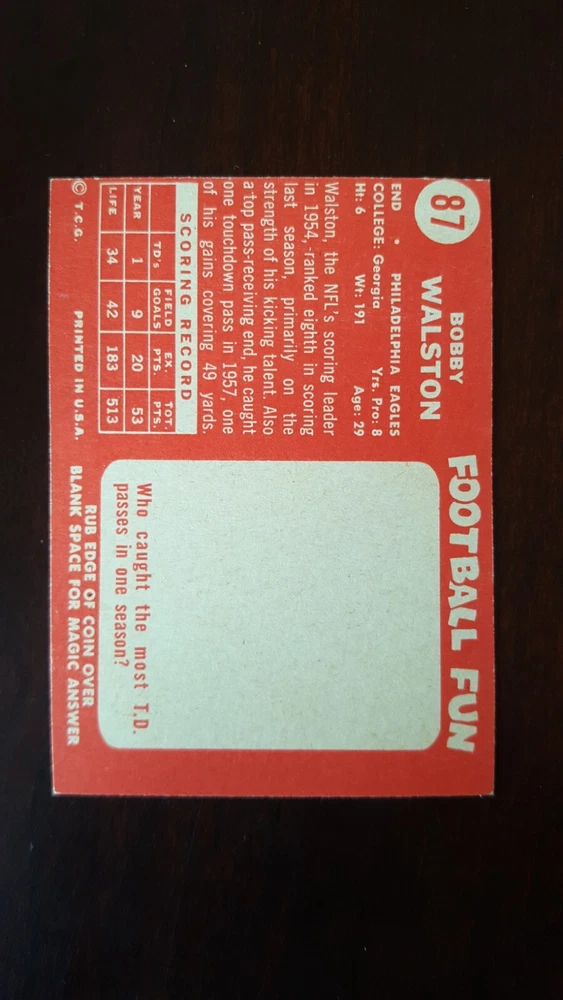 87
BOBBY
WALSTON
END * PHILADELPHIA EAGLES
COLLEGE: Georgia Yrs. Pro: 8
Ht: 6 Wt: 191 Age: 29
Walston, the NFL's scoring leader
in 1954, ranked eighth in scoring
last season, primarily on the
strength of his kicking talent. Also
a top pass-receiving end, he caught
one touchdown pass in 1957, one
of his gains covering 49 yards.
SCORING RECORD
TD's FIELD GOALS EX. PTS. TOT. PTS.
YEAR 1 9 20 53
LIFE 34 42 183 513
© T.C.G. PRINTED IN U.S.A.
FOOTBALL FUN
Who caught the most T.D.
passes in one season?
RUB EDGE OF COIN OVER
BLANK SPACE FOR MAGIC ANSWER